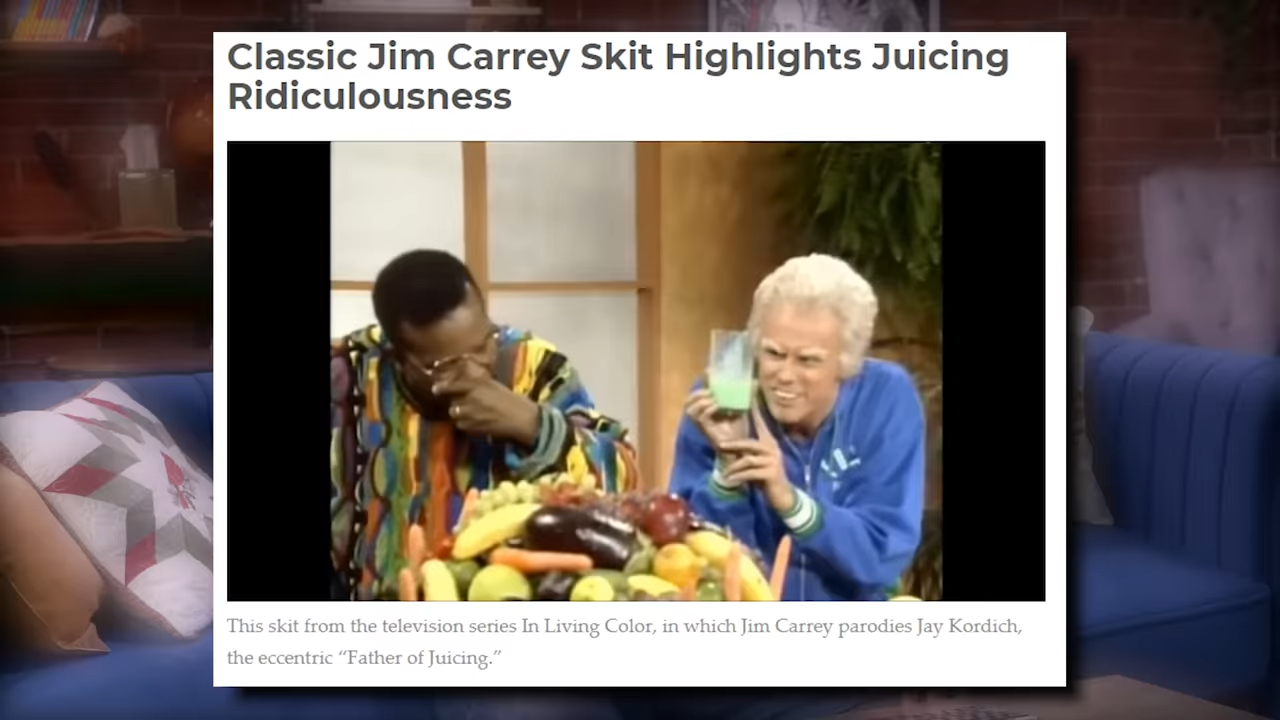 Classic Jim Carrey Skit Highlights Juicing
Ridiculousness
This skit from the television series In Living Color, in which Jim Carrey parodies Jay Kordich,
the eccentric “Father of Juicing.”